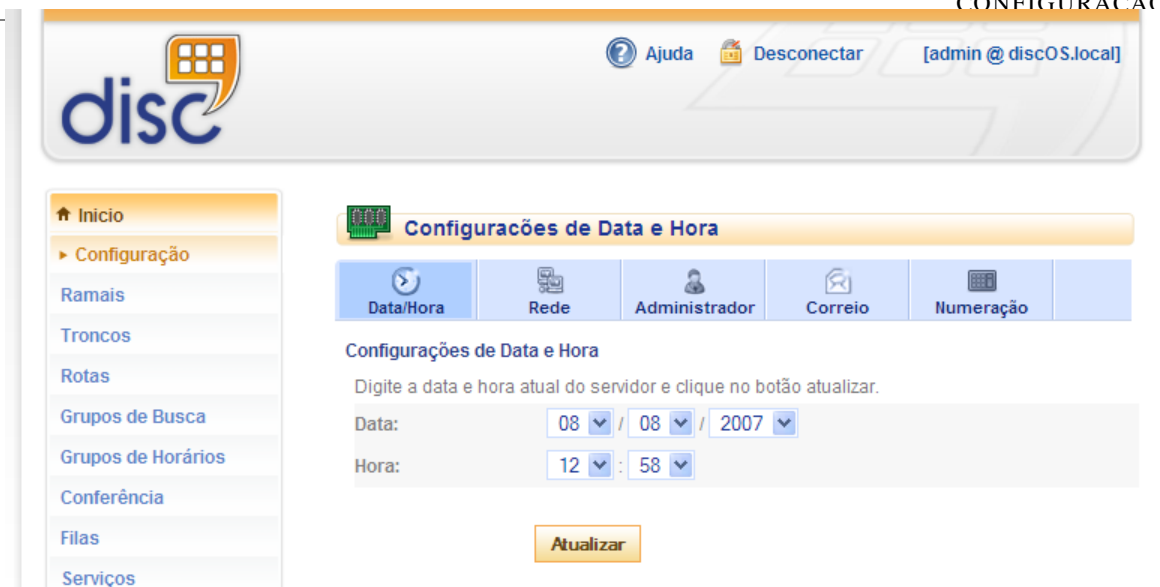 CONFIGURAÇÃO
disc
Ajuda Desconectar [admin @ discOS.local]
Inicio
Configuração
Ramais
Troncos
Rotas
Grupos de Busca
Grupos de Horários
Conferência
Filas
Serviços
Configuracões de Data e Hora
Data/Hora Rede Administrador Correio Numeração
Configurações de Data e Hora
Digite a data e hora atual do servidor e clique no botão atualizar.
Data: 08 / 08 / 2007
Hora: 12 : 58
Atualizar